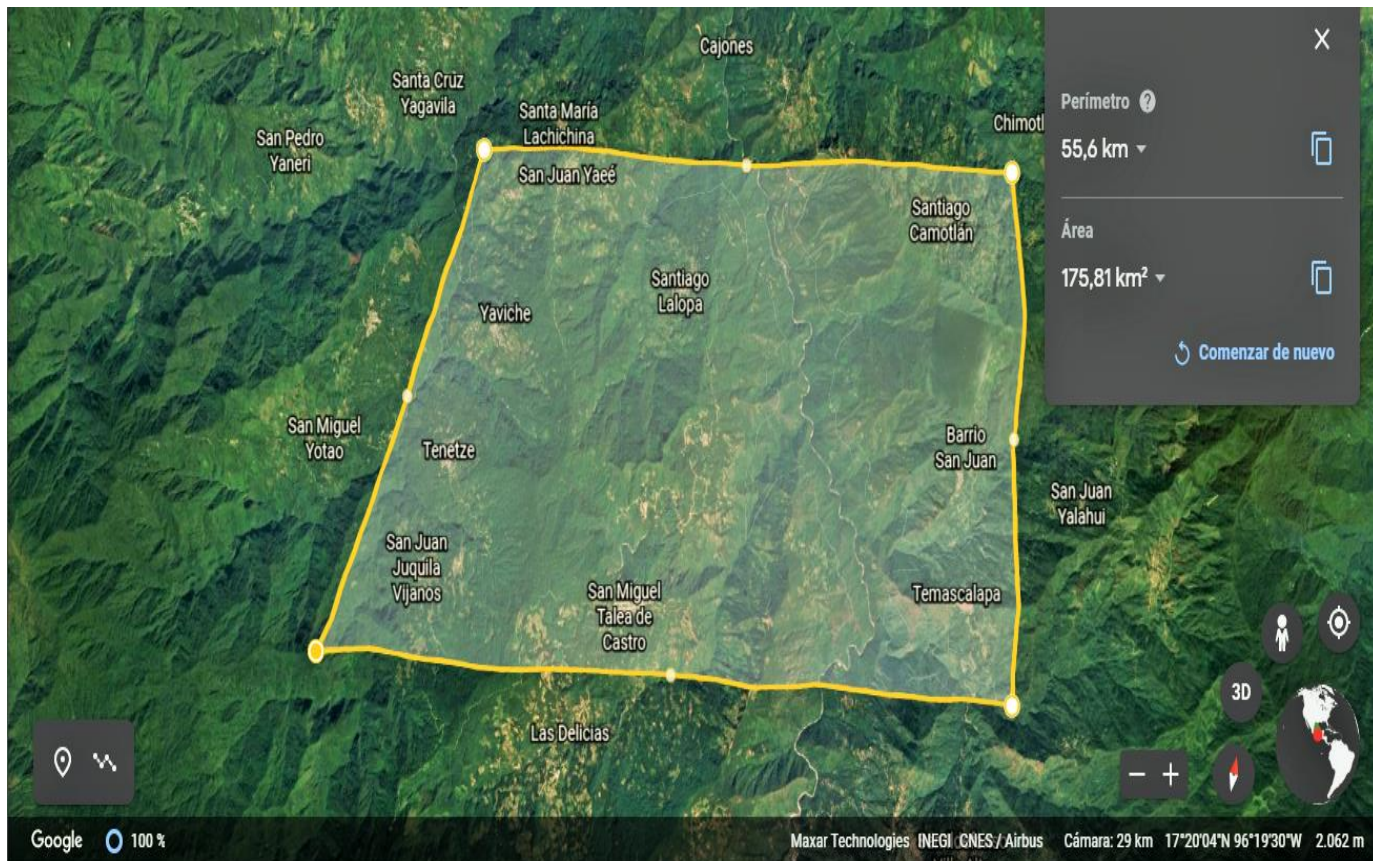 Cajones
Santa Cruz
Yagavila
Santa María
Lachichina
San Pedro
Yaneri
San Juan Yaeé
Santiago
Camotlán
Santiago
Lalopa
Yaviche
San Miguel
Yotao
Tenetze
Barrio
San Juan
San Juan
Yalahui
San Juan
Juquila
Vijanos
San Miguel
Talea de
Castro
Temascalapa
Las Delicias
Chimotl
Perímetro ?
55,6 km
Área
175,81 km²
Comenzar de nuevo
3D
Google 100 %
Maxar Technologies INEGI CNES / Airbus Cámara: 29 km 17°20'04"N 96°19'30"W 2.062 m